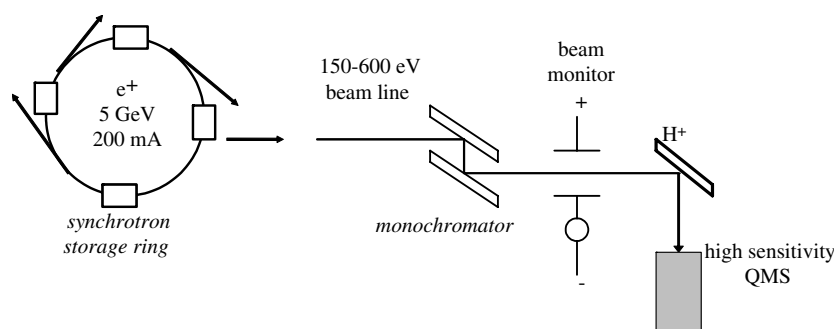 e+
5 GeV
200 mA
synchrotron
storage ring
150-600 eV
beam line
monochromator
beam
monitor
+
-
H+
high sensitivity
QMS